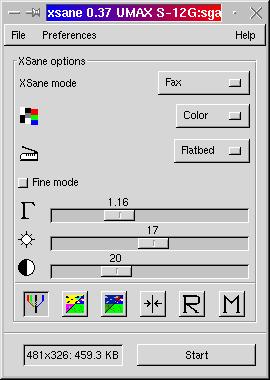 xsane 0.37 UMAX S-12G:sga
File Preferences Help
XSane options
XSane mode Fax
Color
Flatbed
Fine mode
1.16
17
20
R M
481x326: 459.3 KB Start